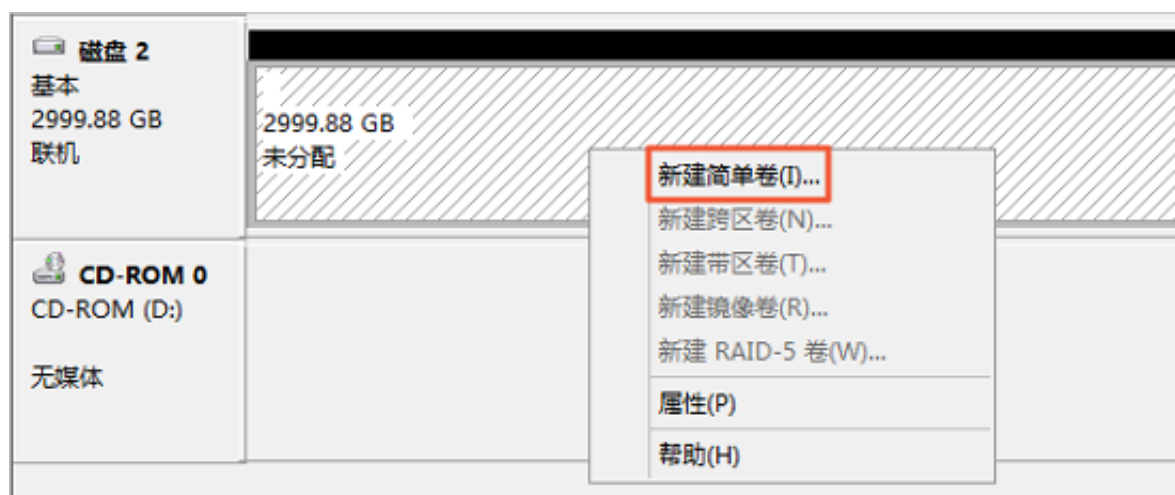 磁盘 2
基本
2999.88 GB
联机
2999.88 GB
未分配
新建简单卷(I)...
新建跨区卷(N)...
新建带区卷(T)...
新建镜像卷(R)...
新建 RAID-5 卷(W)...
属性(P)
帮助(H)
CD-ROM 0
CD-ROM (D:)
无媒体